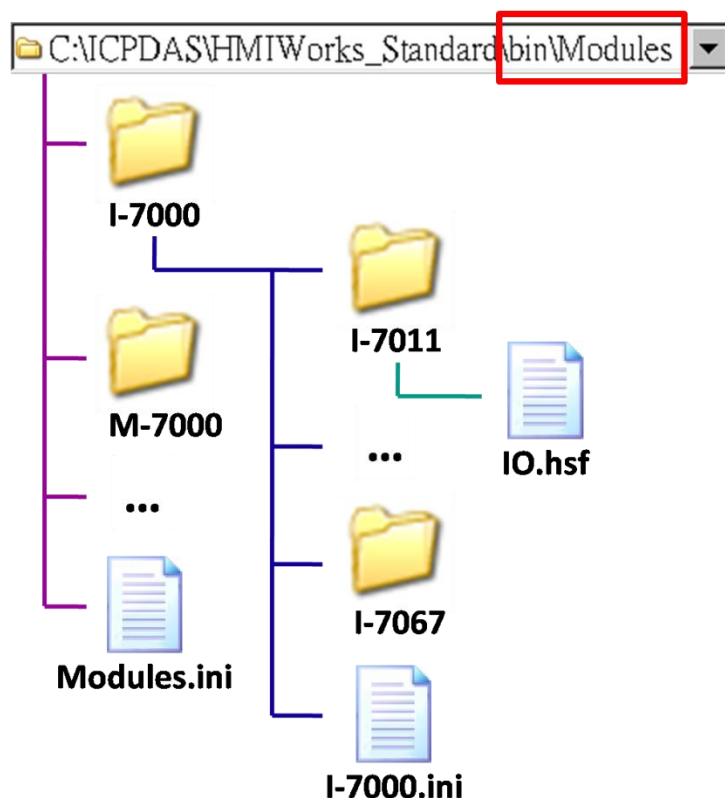 C:\ICPDAS\HMIWorks_Standard\bin\Modules
I-7000
I-7011
M-7000
...
IO.hsf
...
I-7067
Modules.ini
I-7000.ini